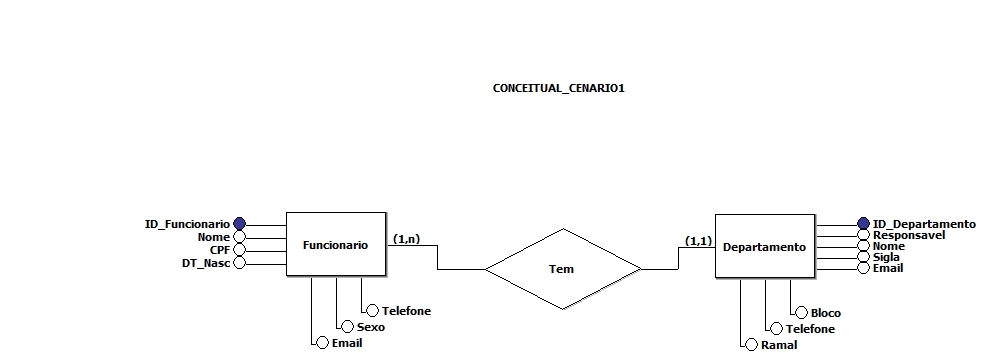 CONCEITUAL_CENARIO1
ID_Funcionario
Nome
CPF
DT_Nasc
Funcionario
(1,n)
Telefone
Sexo
Email
Tem
(1,1)
Departamento
ID_Departamento
Responsavel
Nome
Sigla
Email
Bloco
Telefone
Ramal